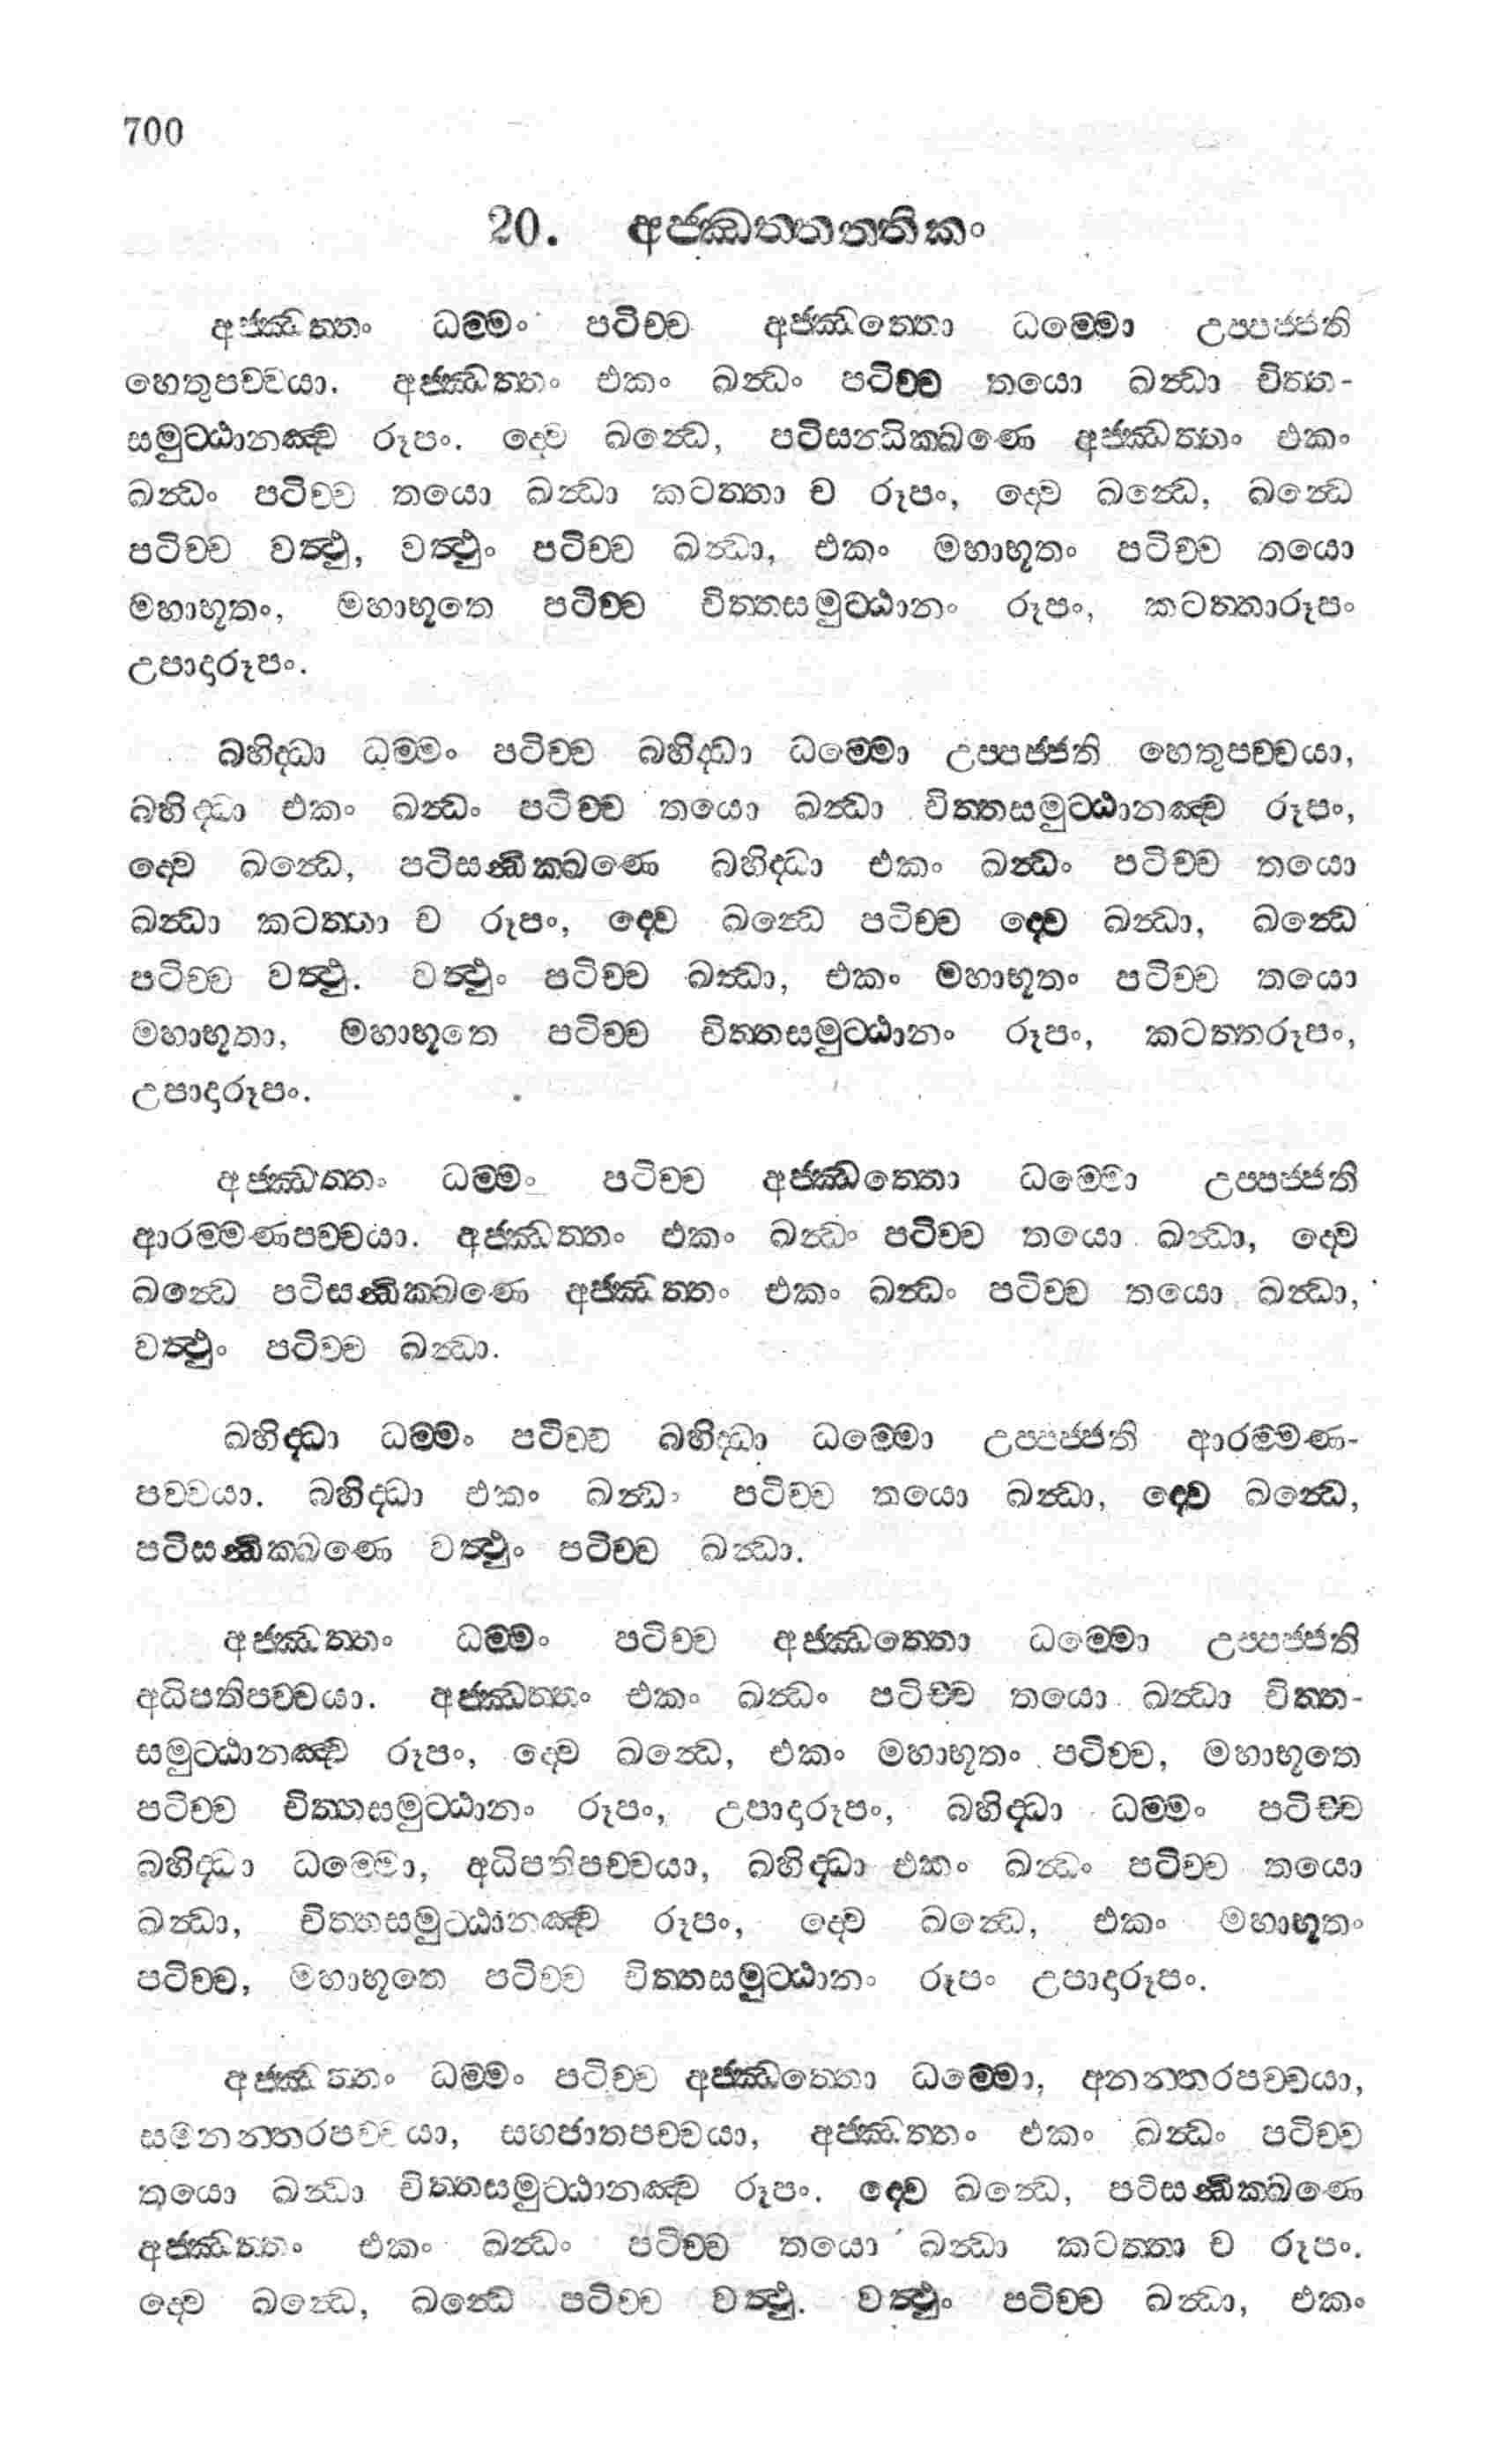 700
20. අජ්ඣත්තත්තිකං
අජ්ඣත්තං ධම්මං පටිච්ච අජ්ඣත්තො ධම්මො උප්පජ්ජති
හෙතුපච්චයා. අජ්ඣත්තං එකං ඛන්ධං පටිච්ච තයො ඛන්ධා චිත්ත-
සමුට්ඨානඤ්ච රූපං. ද්වෙ ඛන්ධෙ, පටිසන්ධික්ඛණෙ අජ්ඣත්තං එකං
ඛන්ධං පටිච්ච තයො ඛන්ධා කටත්තා ච රූපං, ද්වෙ ඛන්ධෙ, ඛන්ධෙ
පටිච්ච වත්ථු, වත්ථුං පටිච්ච ඛන්ධා, එකං මහාභූතං පටිච්ච තයො
මහාභූතං, මහාභූතෙ පටිච්ච චිත්තසමුට්ඨානං රූපං, කටත්තාරූපං
උපාදාරූපං.
බහිද්ධා ධම්මං පටිච්ච බහිද්ධා ධම්මො උප්පජ්ජති හෙතුපච්චයා,
බහිද්ධා එකං ඛන්ධං පටිච්ච තයො ඛන්ධා චිත්තසමුට්ඨානඤ්ච රූපං,
ද්වෙ ඛන්ධෙ, පටිසන්ධික්ඛණෙ බහිද්ධා එකං ඛන්ධං පටිච්ච තයො
ඛන්ධා කටත්තා ච රූපං, ද්වෙ ඛන්ධෙ පටිච්ච ද්වෙ ඛන්ධා, ඛන්ධෙ
පටිච්ච වත්ථු. වත්ථුං පටිච්ච ඛන්ධා, එකං මහාභූතං පටිච්ච තයො
මහාභූතා, මහාභූතෙ පටිච්ච චිත්තසමුට්ඨානං රූපං, කටත්තරූපං,
උපාදාරූපං.
අජ්ඣත්තං ධම්මං පටිච්ච අජ්ඣත්තො ධම්මො උප්පජ්ජති
ආරම්මණපච්චයා. අජ්ඣත්තං එකං ඛන්ධං පටිච්ච තයො ඛන්ධා, ද්වෙ
ඛන්ධෙ පටිසන්ධික්ඛණෙ අජ්ඣත්තං එකං ඛන්ධං පටිච්ච තයො ඛන්ධා,
වත්ථුං පටිච්ච ඛන්ධා.
බහිද්ධා ධම්මං පටිච්ච බහිද්ධා ධම්මො උප්පජ්ජති ආරම්මණ-
පච්චයා. බහිද්ධා එකං ඛන්ධං පටිච්ච තයො ඛන්ධා, ද්වෙ ඛන්ධෙ,
පටිසන්ධික්ඛණෙ වත්ථුං පටිච්ච ඛන්ධා.
අජ්ඣත්තං ධම්මං පටිච්ච අජ්ඣත්තො ධම්මො උප්පජ්ජති
අධිපතිපච්චයා. අජ්ඣත්තං එකං ඛන්ධං පටිච්ච තයො ඛන්ධා චිත්ත-
සමුට්ඨානඤ්ච රූපං, ද්වෙ ඛන්ධෙ, එකං මහාභූතං පටිච්ච, මහාභූතෙ
පටිච්ච චිත්තසමුට්ඨානං රූපං, උපාදාරූපං, බහිද්ධා ධම්මං පටිච්ච
බහිද්ධා ධම්මො, අධිපතිපච්චයා, බහිද්ධා එකං ඛන්ධං පටිච්ච තයො
ඛන්ධා, චිත්තසමුට්ඨානඤ්ච රූපං, ද්වෙ ඛන්ධෙ, එකං මහාභූතං
පටිච්ච, මහාභූතෙ පටිච්ච චිත්තසමුට්ඨානං රූපං උපාදාරූපං.
අජ්ඣත්තං ධම්මං පටිච්ච අජ්ඣත්තො ධම්මො, අනන්තරපච්චයා,
සමනන්තරපච්චයා, සහජාතපච්චයා, අජ්ඣත්තං එකං ඛන්ධං පටිච්ච
තයො ඛන්ධා චිත්තසමුට්ඨානඤ්ච රූපං. ද්වෙ ඛන්ධෙ, පටිසන්ධික්ඛණෙ
අජ්ඣත්තං එකං ඛන්ධං පටිච්ච තයො ඛන්ධා කටත්තා ච රූපං.
ද්වෙ ඛන්ධෙ, ඛන්ධෙ පටිච්ච වත්ථු. වත්ථුං පටිච්ච ඛන්ධා, එකං